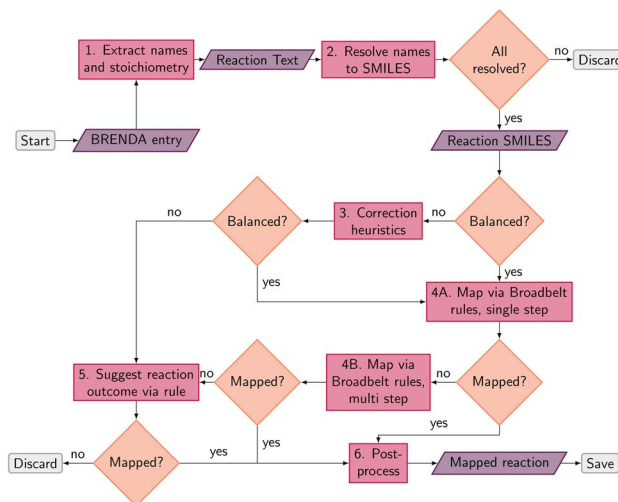 1. Extract names
and stoichiometry
Reaction Text
2. Resolve names
to SMILES
All
resolved?
no
Discard
yes
Start
BRENDA entry
Reaction SMILES
no
Balanced?
3. Correction
heuristics
no
Balanced?
yes
yes
4A. Map via Broadbelt
rules, single step
5. Suggest reaction
outcome via rule
no
Mapped?
4B. Map via
Broadbelt rules,
multi step
no
Mapped?
yes
yes
Discard
no
Mapped?
yes
6. Post-
process
Mapped reaction
Save